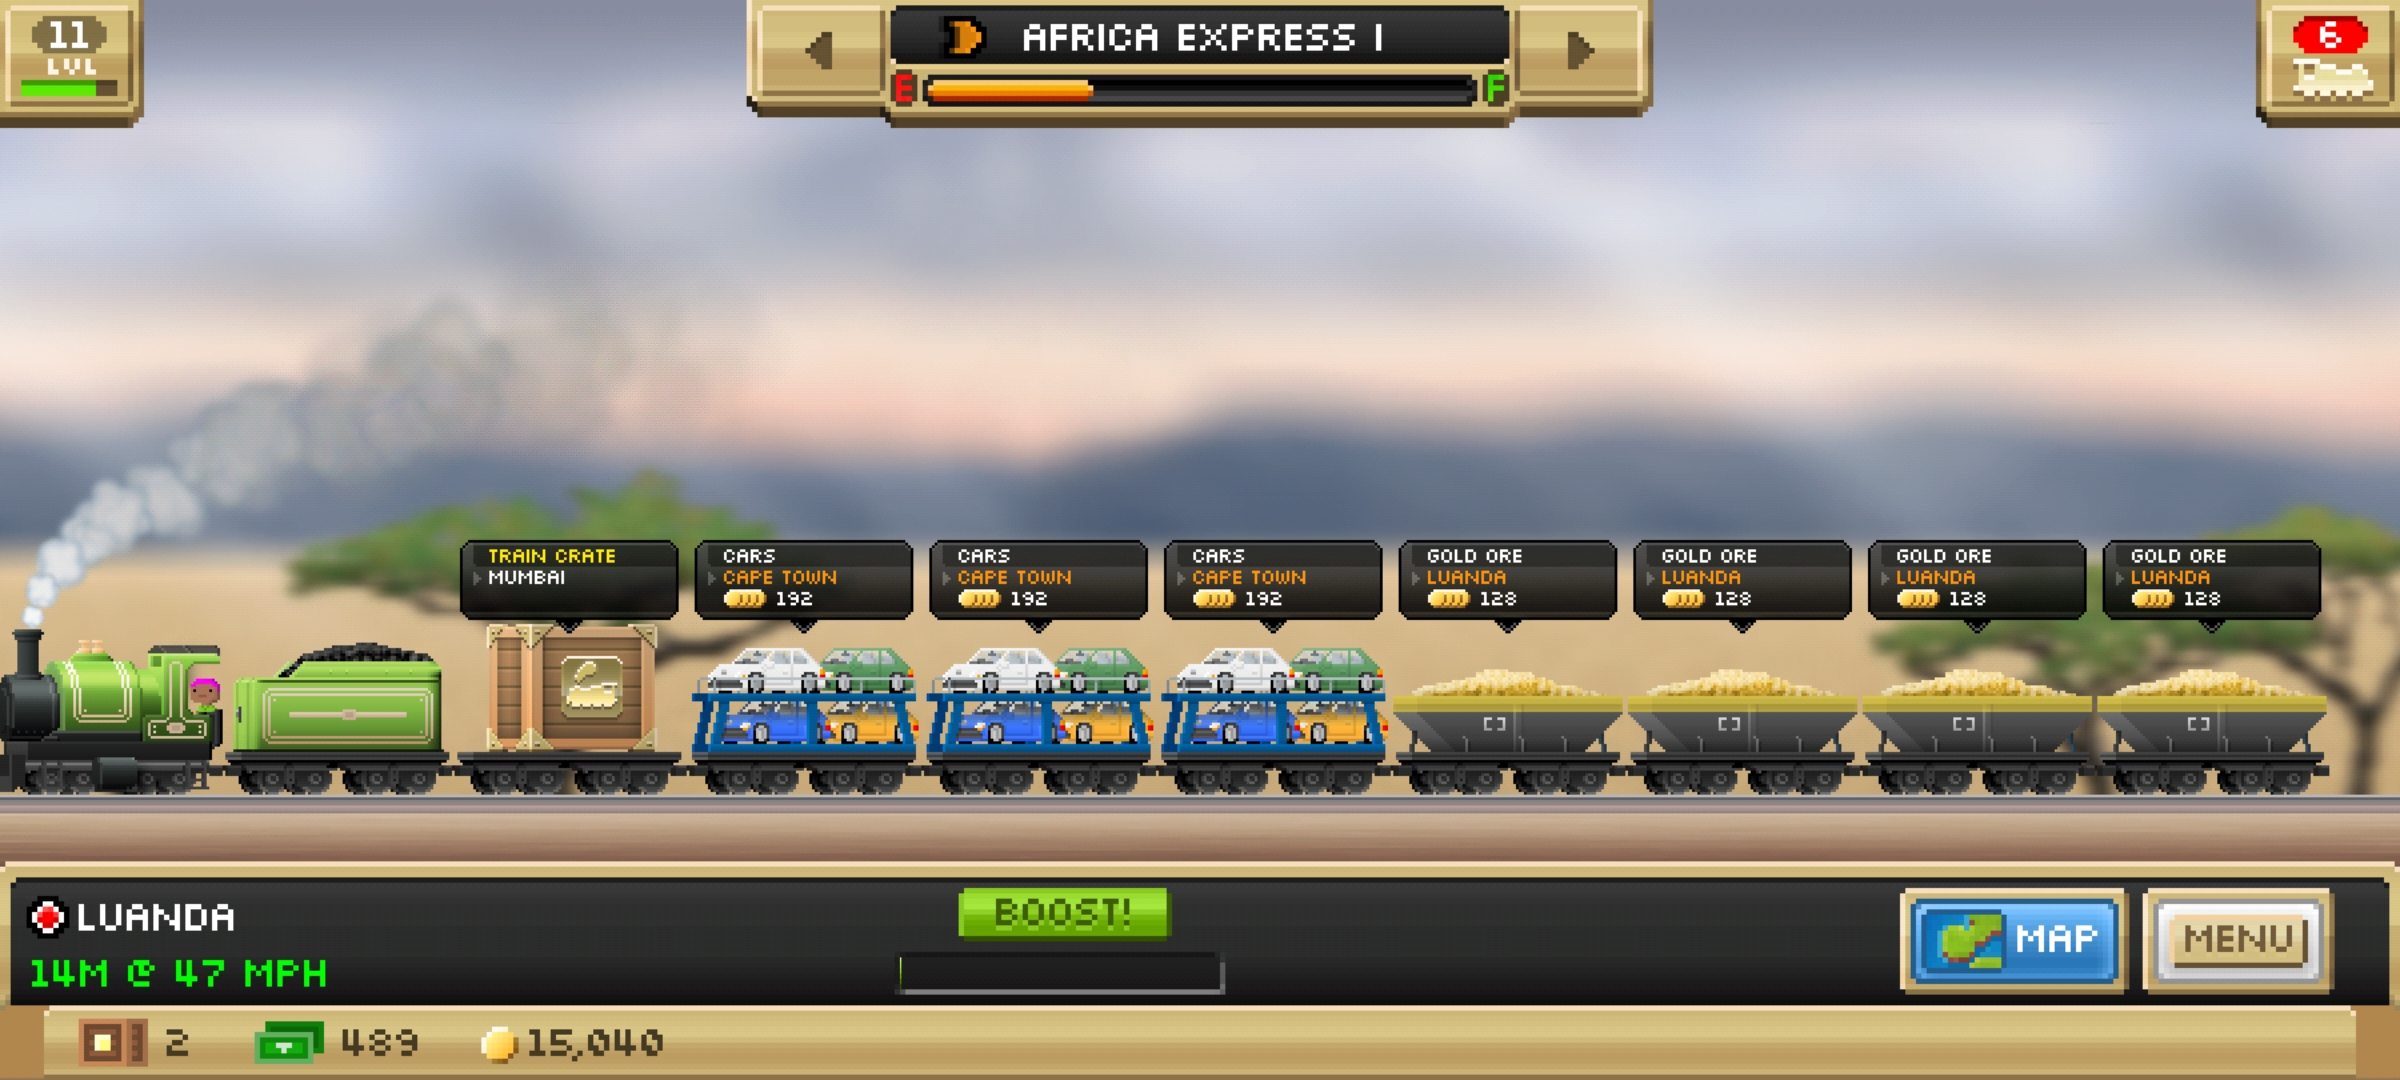 11
LVL
AFRICA EXPRESS I
E
F
6
TRAIN CRATE
MUMBAI
CARS
CAPE TOWN
192
CARS
CAPE TOWN
192
CARS
CAPE TOWN
192
GOLD ORE
LUANDA
128
GOLD ORE
LUANDA
128
GOLD ORE
LUANDA
128
GOLD ORE
LUANDA
128
LUANDA
14M @ 47 MPH
BOOST!
MAP
MENU
2
489
15,040